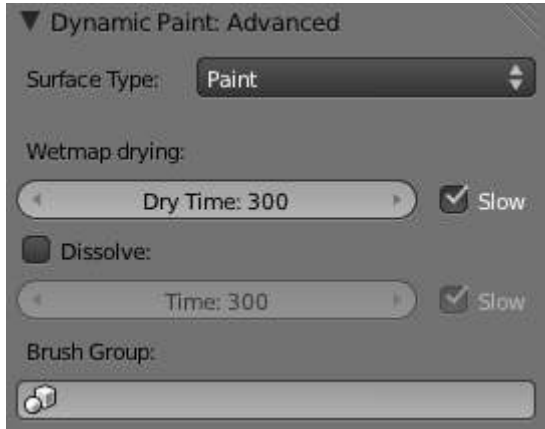 Dynamic Paint: Advanced
Surface Type: Paint
Wetmap drying:
Dry Time: 300 Slow
Dissolve:
Time: 300 Slow
Brush Group: